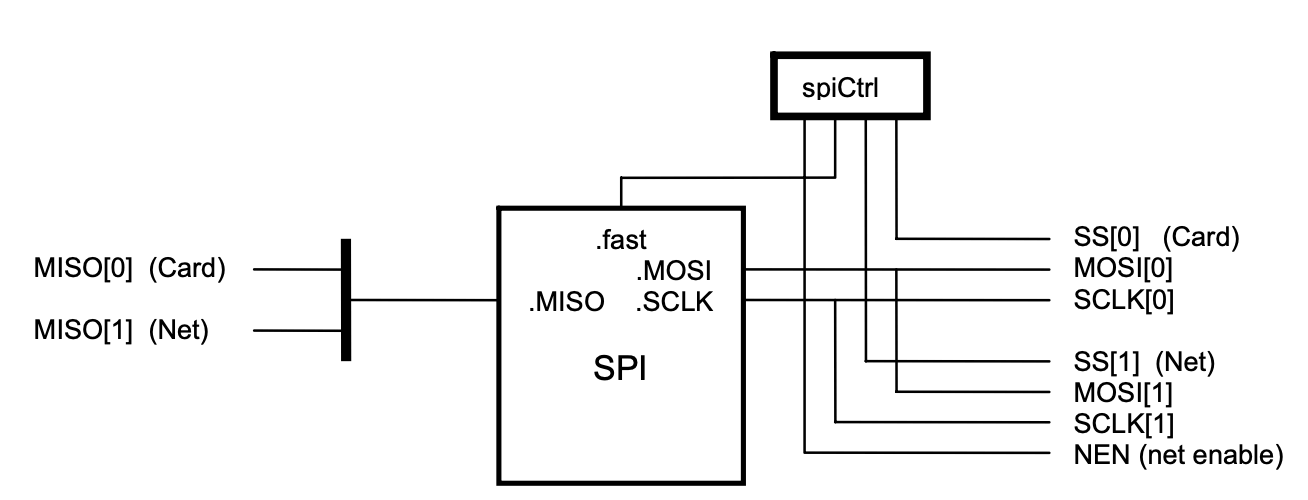 spiCtrl
.fast
.MOSI
.MISO .SCLK
SPI
MISO[0] (Card)
MISO[1] (Net)
SS[0] (Card)
MOSI[0]
SCLK[0]
SS[1] (Net)
MOSI[1]
SCLK[1]
NEN (net enable)